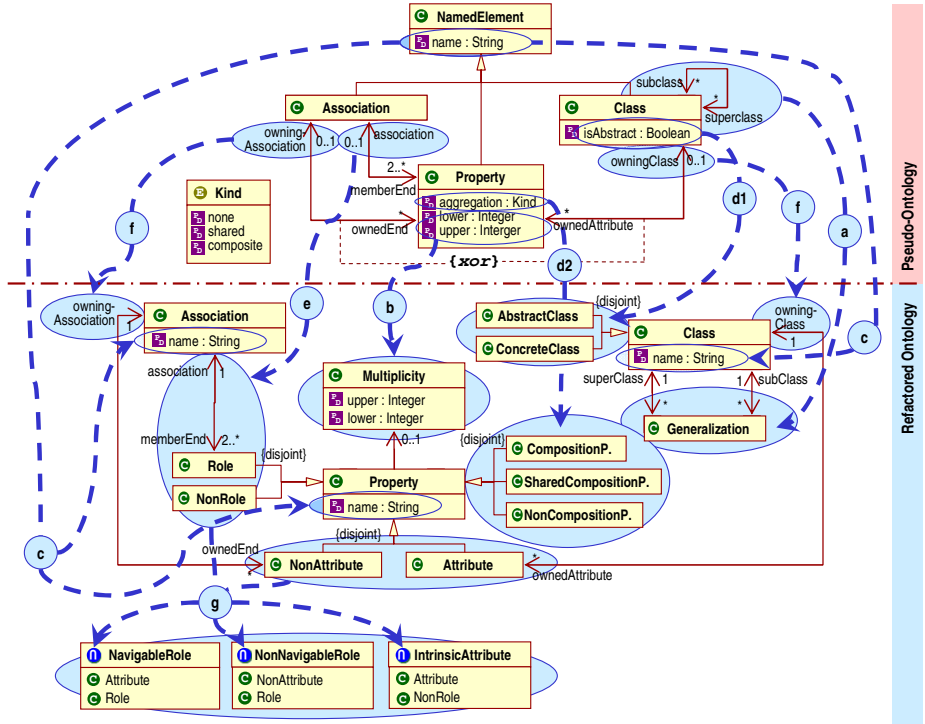 NamedElement
name : String
Association
Class
isAbstract : Boolean
subclass
*
*
superclass
owning-
Association
0..1
0..1
association
owningClass
0..1
2..*
memberEnd
Property
aggregation : Kind
lower : Integer
upper : Interger
*
ownedEnd
*
ownedAttribute
{xor}
Kind
none
shared
composite
f
e
b
d2
d1
f
a
c
Pseudo-Ontology
Refactored Ontology
owning-
Association
1
Association
name : String
association
1
memberEnd
2..*
Role
NonRole
{disjoint}
Multiplicity
upper : Integer
lower : Integer
0..1
Property
name : String
{disjoint}
AbstractClass
ConcreteClass
{disjoint}
Class
name : String
owning-
Class
1
superClass
1
1
subClass
*
*
Generalization
{disjoint}
CompositionP.
SharedCompositionP.
NonCompositionP.
c
ownedEnd
*
NonAttribute
Attribute
*
ownedAttribute
g
NavigableRole
Attribute
Role
NonNavigableRole
NonAttribute
Role
IntrinsicAttribute
Attribute
NonRole